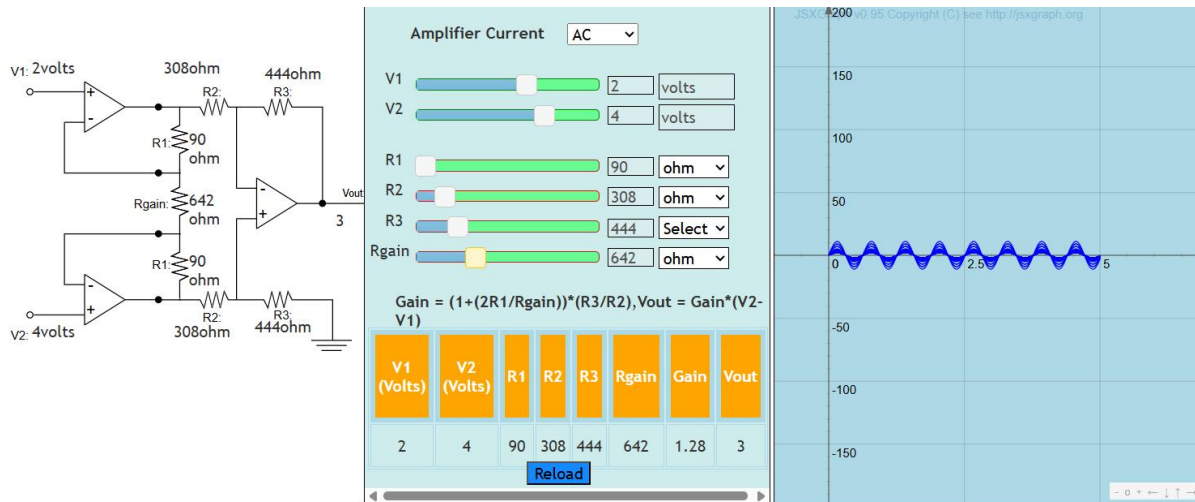 V1: 2volts
308ohm
R2:
444ohm
R3:
+
-
R1: 90
ohm
Rgain: 642
ohm
-
+
Vout
3
R1: 90
ohm
-
+
V2: 4volts
R2:
308ohm
R3:
444ohm
Amplifier Current AC
V1 2 volts
V2 4 volts
R1 90 ohm
R2 308 ohm
R3 444 Select
Rgain 642 ohm
Gain = (1+(2R1/Rgain))*(R3/R2),Vout = Gain*(V2-
V1)
V1 (Volts) V2 (Volts) R1 R2 R3 Rgain Gain Vout
2 4 90 308 444 642 1.28 3
Reload
v0.95 Copyright (C) see http://jsxgraph.org
200
150
100
50
0 2.5 5
-50
-100
-150
- o + ← ↓ ↑ →